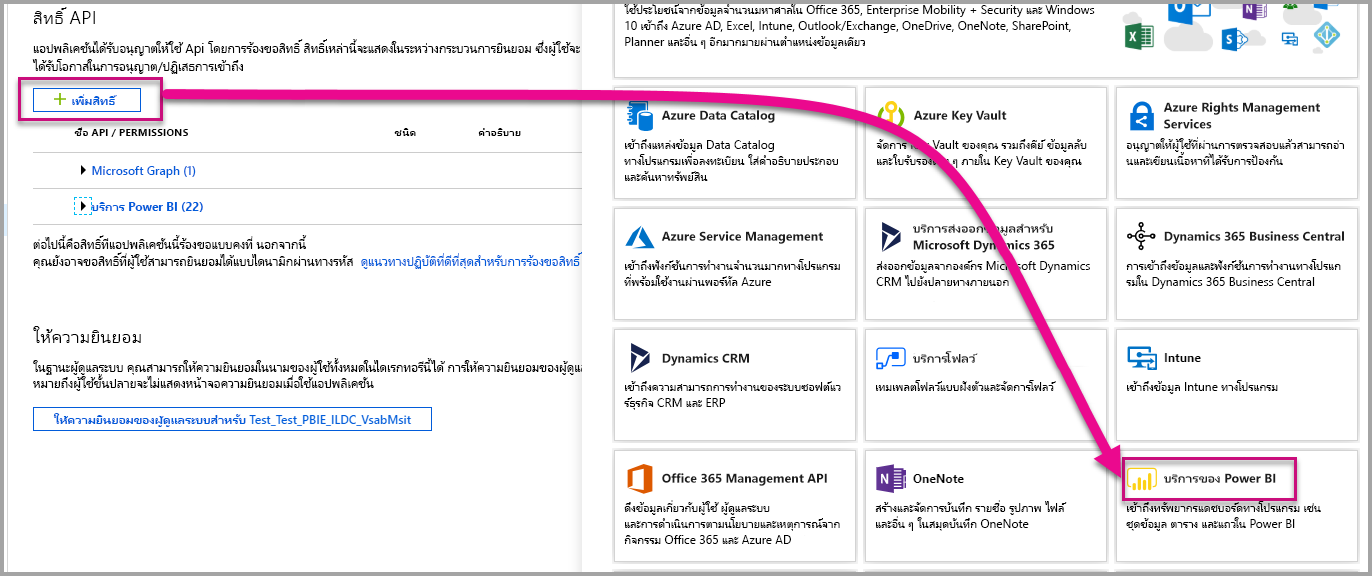 สิทธิ์ API
แอปพลิเคชันได้รับอนุญาตให้ใช้ Api โดยการร้องขอสิทธิ์ สิทธิ์เหล่านี้จะแสดงในระหว่างกระบวนการยินยอม ซึ่งผู้ใช้จะ
ได้รับโอกาสในการอนุญาต/ปฏิเสธการเข้าถึง
+ เพิ่มสิทธิ์
ชื่อ API / PERMISSIONS ชนิด คำอธิบาย
Microsoft Graph (1)
บริการ Power BI (22)
ต่อไปนี้คือสิทธิ์ที่แอปพลิเคชันนี้ร้องขอแบบคงที่ นอกจากนี้
คุณยังอาจขอสิทธิ์ที่ผู้ใช้สามารถยินยอมได้แบบไดนามิกผ่านทางรหัส ดูแนวทางปฏิบัติที่ดีที่สุดสำหรับการร้องขอสิทธิ์
ให้ความยินยอม
ในฐานะผู้ดูแลระบบ คุณสามารถให้ความยินยอมในนามของผู้ใช้ทั้งหมดในไดเรกทอรีนี้ได้ การให้ความยินยอมของผู้ดูแล
หมายถึงผู้ใช้ขั้นปลายจะไม่แสดงหน้าจอความยินยอมเมื่อใช้แอปพลิเคชัน
ให้ความยินยอมของผู้ดูแลระบบสำหรับ Test_Test_PBIE_ILDC_VsabMsit
ใช้ประโยชน์จากข้อมูลจำนวนมหาศาลใน Office 365, Enterprise Mobility + Security และ Windows
10 เข้าถึง Azure AD, Excel, Intune, Outlook/Exchange, OneDrive, OneNote, SharePoint,
Planner และอื่น ๆ อีกมากมายผ่านตำแหน่งข้อมูลเดียว
Azure Data Catalog
เข้าถึงแหล่งข้อมูล Data Catalog
ทางโปรแกรมเพื่อลงทะเบียน ใส่คำอธิบายประกอบ
และค้นหาทรัพย์สิน
Azure Key Vault
จัดการ Key Vault ของคุณ รวมถึงคีย์ ข้อมูลลับ
และใบรับรองต่าง ๆ ภายใน Key Vault ของคุณ
Azure Rights Management
Services
อนุญาตให้ผู้ใช้ที่ผ่านการตรวจสอบแล้วสามารถอ่า
นและเขียนเนื้อหาที่ได้รับการป้องกัน
Azure Service Management
เข้าถึงฟังก์ชันการทำงานจำนวนมากทางโปรแกรม
ที่พร้อมใช้งานผ่านพอร์ทัล Azure
บริการส่งออกข้อมูลสำหรับ
Microsoft Dynamics 365
ส่งออกข้อมูลจากองค์กร Microsoft Dynamics
CRM ไปยังปลายทางภายนอก
Dynamics 365 Business Central
การเข้าถึงข้อมูลและฟังก์ชันการทำงานทางโปรแก
รมใน Dynamics 365 Business Central
Dynamics CRM
เข้าถึงความสามารถการทำงานของระบบซอฟต์แว
ร์ธุรกิจ CRM และ ERP
บริการโฟลว์
เทมเพลตโฟลว์แบบฝังตัวและจัดการโฟลว์
Intune
เข้าถึงข้อมูล Intune ทางโปรแกรม
Office 365 Management API
ดึงข้อมูลเกี่ยวกับผู้ใช้ ผู้ดูแลระบบ
และการดำเนินการตามนโยบายและเหตุการณ์จาก
กิจกรรม Office 365 และ Azure AD
OneNote
สร้างและจัดการบันทึก รายชื่อ รูปภาพ ไฟล์
และอื่น ๆ ในสมุดบันทึก OneNote
บริการของ Power BI
เข้าถึงทรัพยากรแดชบอร์ดทางโปรแกรม เช่น
ชุดข้อมูล ตาราง และแถวใน Power BI